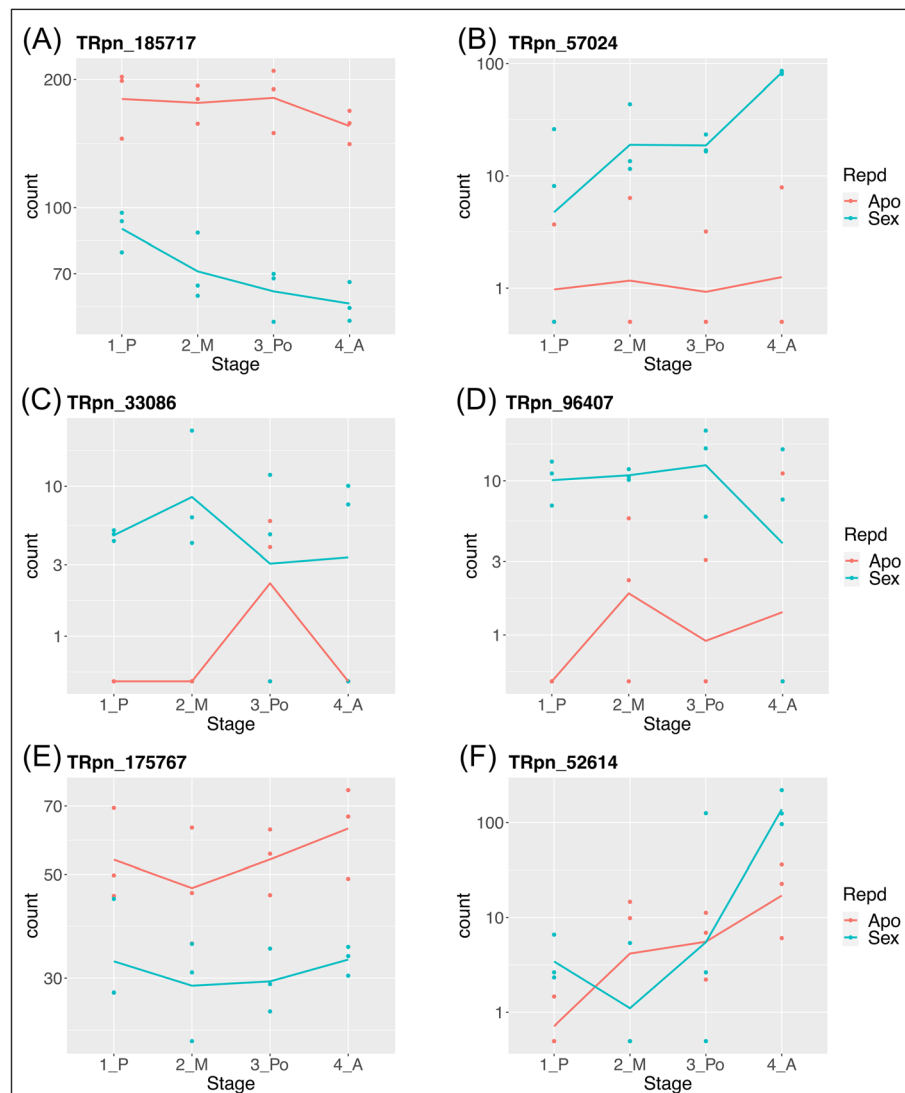 (A) TRpn_185717
200
100
70
count
1_P 2_M 3_Po 4_A
Stage
(B) TRpn_57024
100
10
1
count
1_P 2_M 3_Po 4_A
Stage
Repd
Apo
Sex
(C) TRpn_33086
10
3
1
count
1_P 2_M 3_Po 4_A
Stage
(D) TRpn_96407
10
3
1
count
1_P 2_M 3_Po 4_A
Stage
Repd
Apo
Sex
(E) TRpn_175767
70
50
30
count
1_P 2_M 3_Po 4_A
Stage
(F) TRpn_52614
100
10
1
count
1_P 2_M 3_Po 4_A
Stage
Repd
Apo
Sex